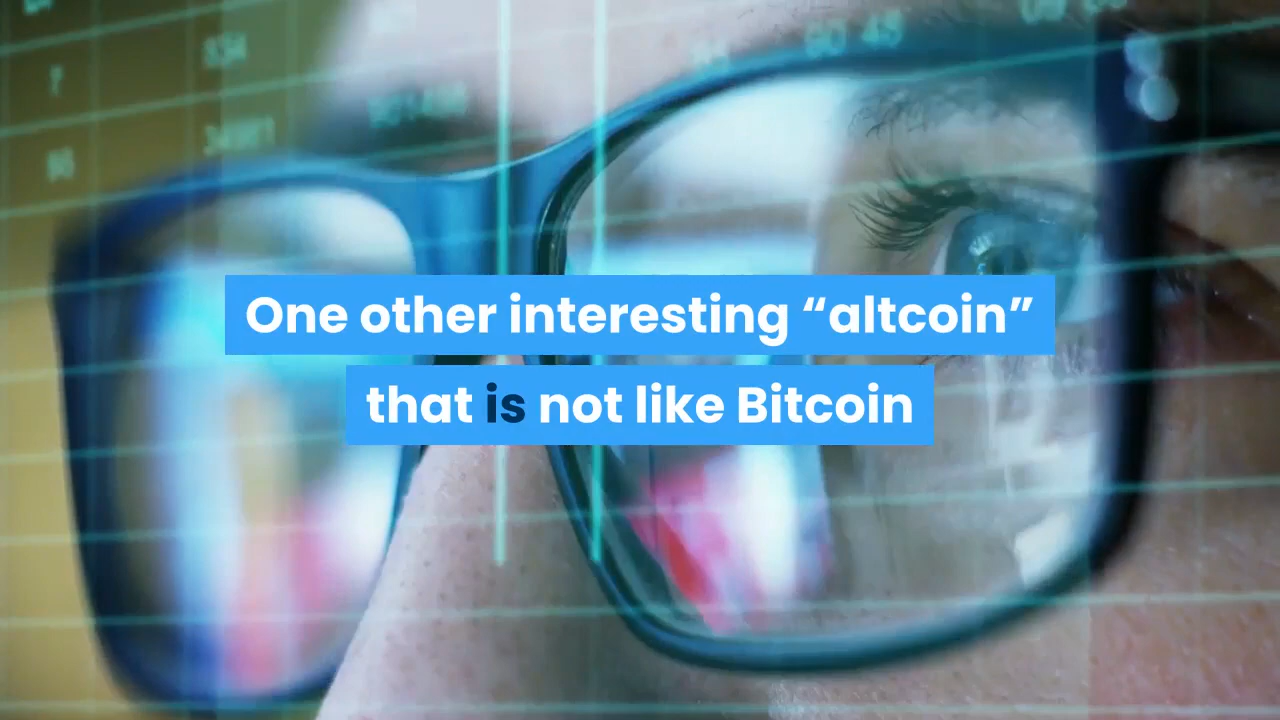 One other interesting “altcoin”
that is not like Bitcoin